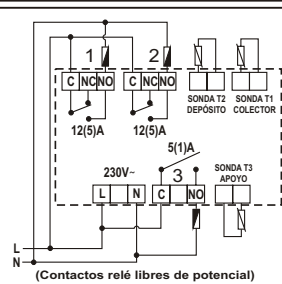 1 2
C NC NO C NC NO
SONDA T2 DEPÓSITO
SONDA T1 COLECTOR
12(5)A 12(5)A
5(1)A
230V~ 3
SONDA T3 APOYO
L N C NO
L
N
(Contactos relé libres de potencial)